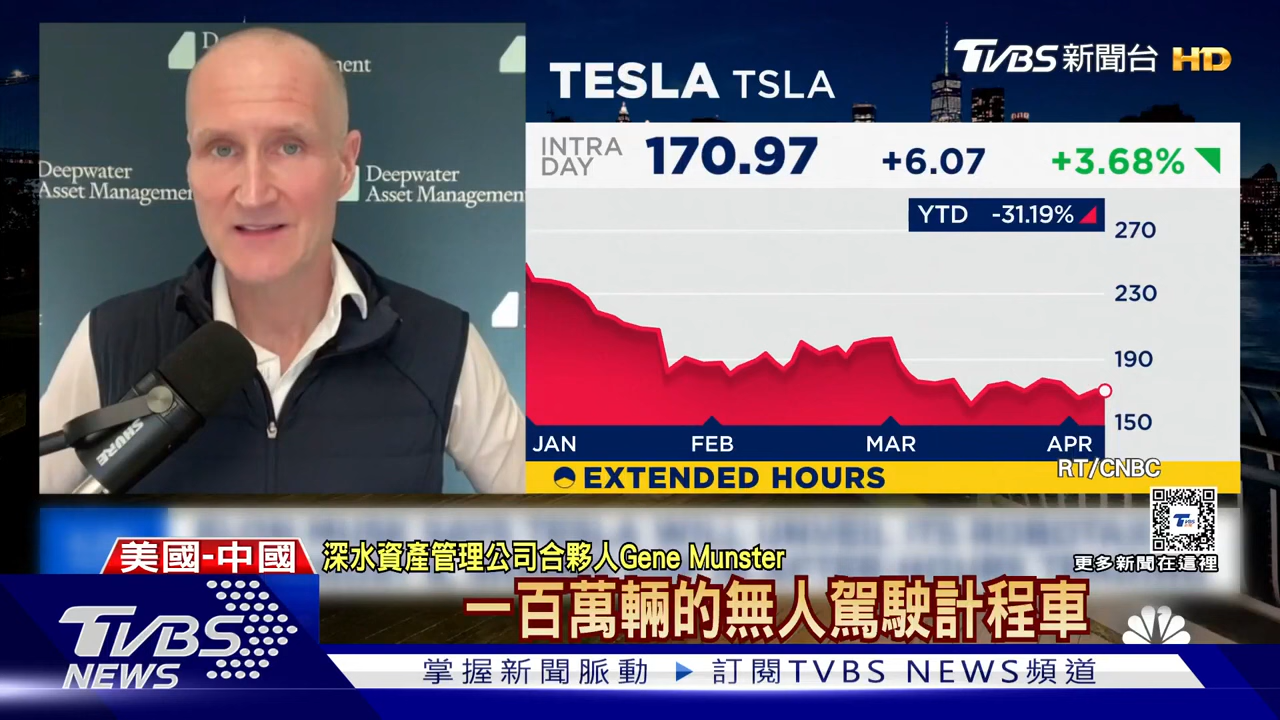 TVBS新聞台 HD
Deepwater
Asset Management
Deepwater
Asset Management
SHURE
TESLA TSLA
INTRA
DAY
170.97 +6.07 +3.68%
YTD -31.19%
270
230
190
150
JAN FEB MAR APR
EXTENDED HOURS
RT/CNBC
TVBS
更多新聞在這裡
美國-中國
深水資產管理公司合夥人Gene Munster
一百萬輛的無人駕駛計程車
TVBS
NEWS
掌握新聞脈動 ▶ 訂閱TVBS NEWS頻道